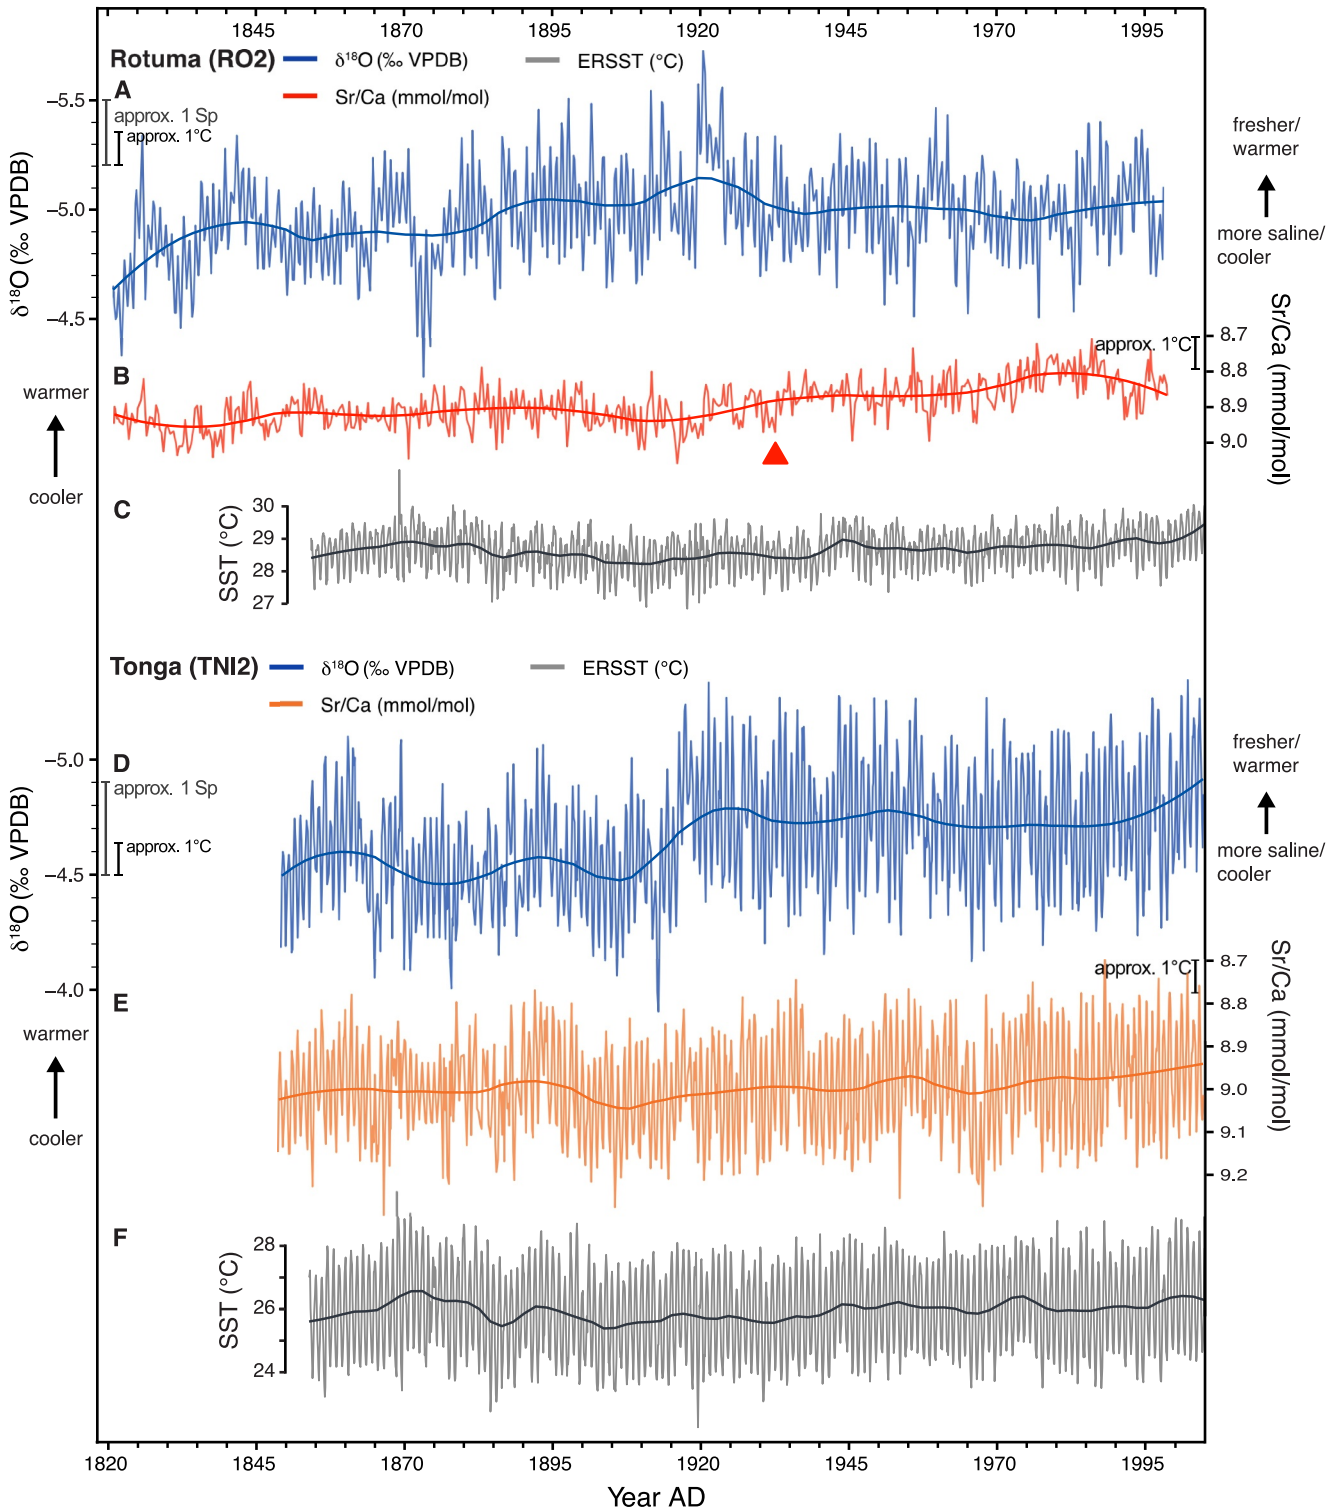 1845 1870 1895 1920 1945 1970 1995
Rotuma (RO2) δ¹⁸O (‰ VPDB) ERSST (°C)
Sr/Ca (mmol/mol)
A
−5.5
−5.0
−4.5
δ¹⁸O (‰ VPDB)
approx. 1 Sp
approx. 1°C
fresher/
warmer
more saline/
cooler
B
warmer
cooler
approx. 1°C
8.7
8.8
8.9
9.0
Sr/Ca (mmol/mol)
C
SST (°C)
30
29
28
27
Tonga (TNI2) δ¹⁸O (‰ VPDB) ERSST (°C)
Sr/Ca (mmol/mol)
D
−5.0
−4.5
−4.0
δ¹⁸O (‰ VPDB)
approx. 1 Sp
approx. 1°C
fresher/
warmer
more saline/
cooler
E
warmer
cooler
approx. 1°C
8.7
8.8
8.9
9.0
9.1
9.2
Sr/Ca (mmol/mol)
F
SST (°C)
28
26
24
1820 1845 1870 1895 1920 1945 1970 1995
Year AD